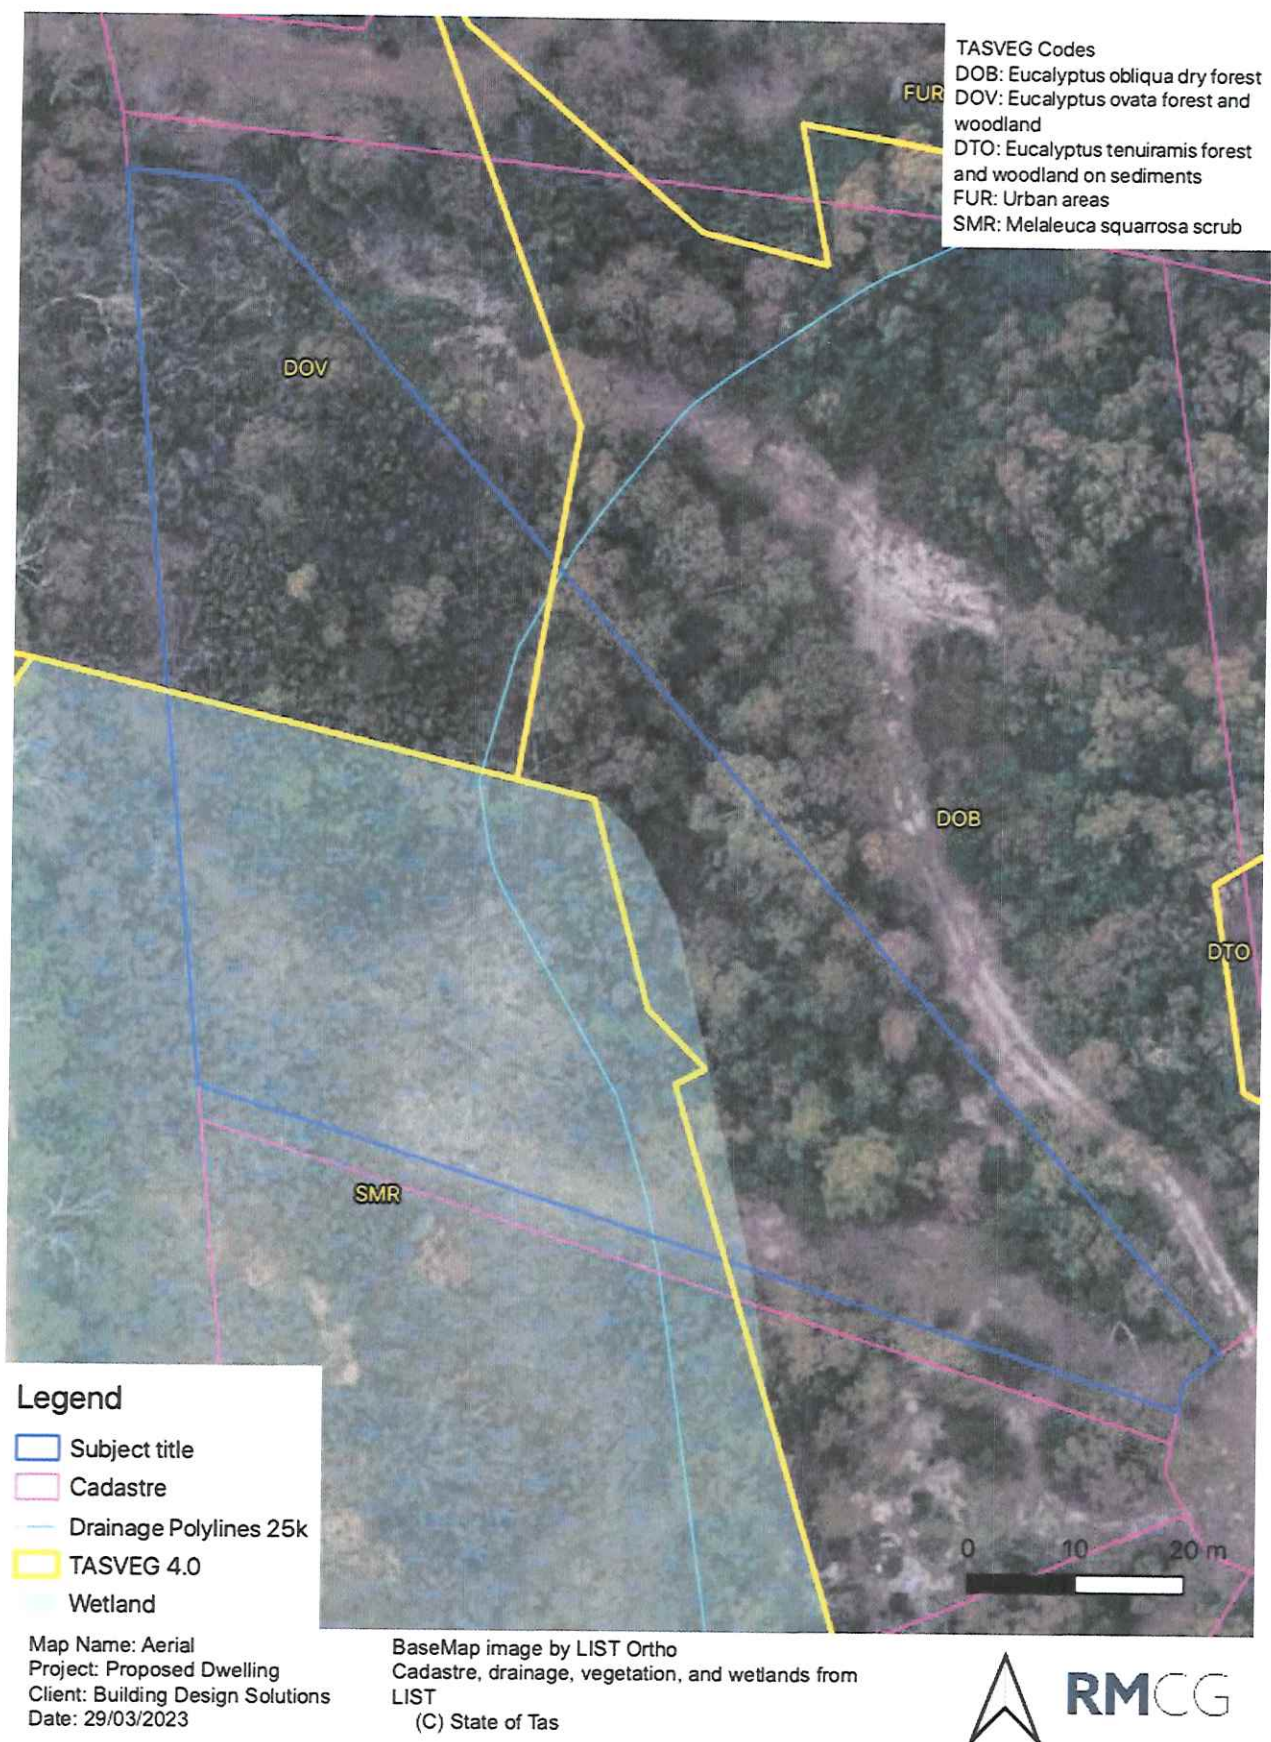 TASVEG Codes
DOB: Eucalyptus obliqua dry forest
DOV: Eucalyptus ovata forest and
woodland
DTO: Eucalyptus tenuiramis forest
and woodland on sediments
FUR: Urban areas
SMR: Melaleuca squarrosa scrub
FUR
DOV
DOB
DTO
SMR
Legend
Subject title
Cadastre
Drainage Polylines 25k
TASVEG 4.0
Wetland
0 10 20 m
Map Name: Aerial
Project: Proposed Dwelling
Client: Building Design Solutions
Date: 29/03/2023
BaseMap image by LIST Ortho
Cadastre, drainage, vegetation, and wetlands from
LIST
(C) State of Tas
RMCG